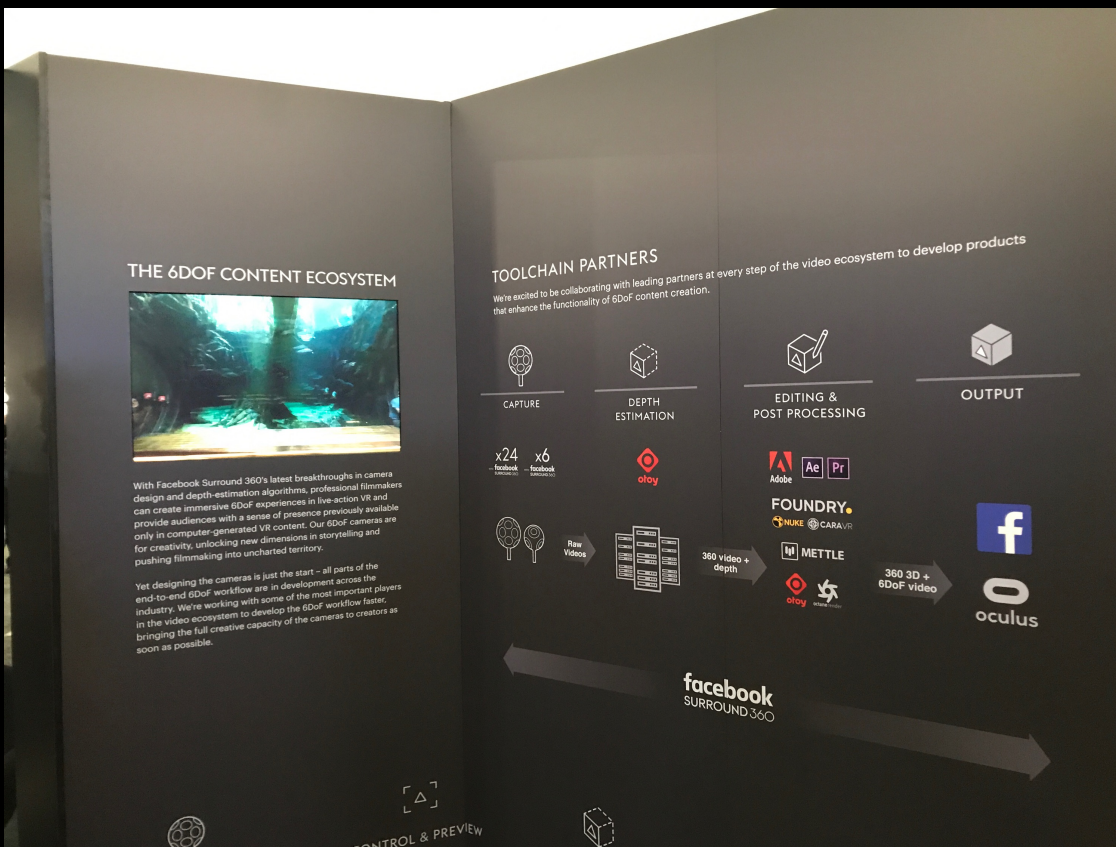 THE 6DOF CONTENT ECOSYSTEM
With Facebook Surround 360's latest breakthroughs in camera
design and depth-estimation algorithms, professional filmmakers
can create immersive 6DoF experiences in live-action VR and
provide audiences with a sense of presence previously available
only in computer-generated VR content. Our 6DoF cameras are
for creativity, unlocking new dimensions in storytelling and
pushing filmmaking into uncharted territory.
Yet designing the cameras is just the start – all parts of the
end-to-end 6DoF workflow are in development across the
industry. We're working with some of the most important players
in the video ecosystem to develop the 6DoF workflow faster,
bringing the full creative capacity of the cameras to creators as
soon as possible.
TOOLCHAIN PARTNERS
We're excited to be collaborating with leading partners at every step of the video ecosystem to develop products
that enhance the functionality of 6DoF content creation.
CAPTURE
DEPTH
ESTIMATION
EDITING &
POST PROCESSING
OUTPUT
x24
facebook
SURROUND360
x6
facebook
SURROUND360
otoy
Adobe
Ae
Pr
FOUNDRY.
NUKE
CARAVR
METTLE
otoy
octanerender
Raw
Videos
360 video +
depth
360 3D +
6DoF video
f
oculus
facebook
SURROUND360
CONTROL & PREVIEW